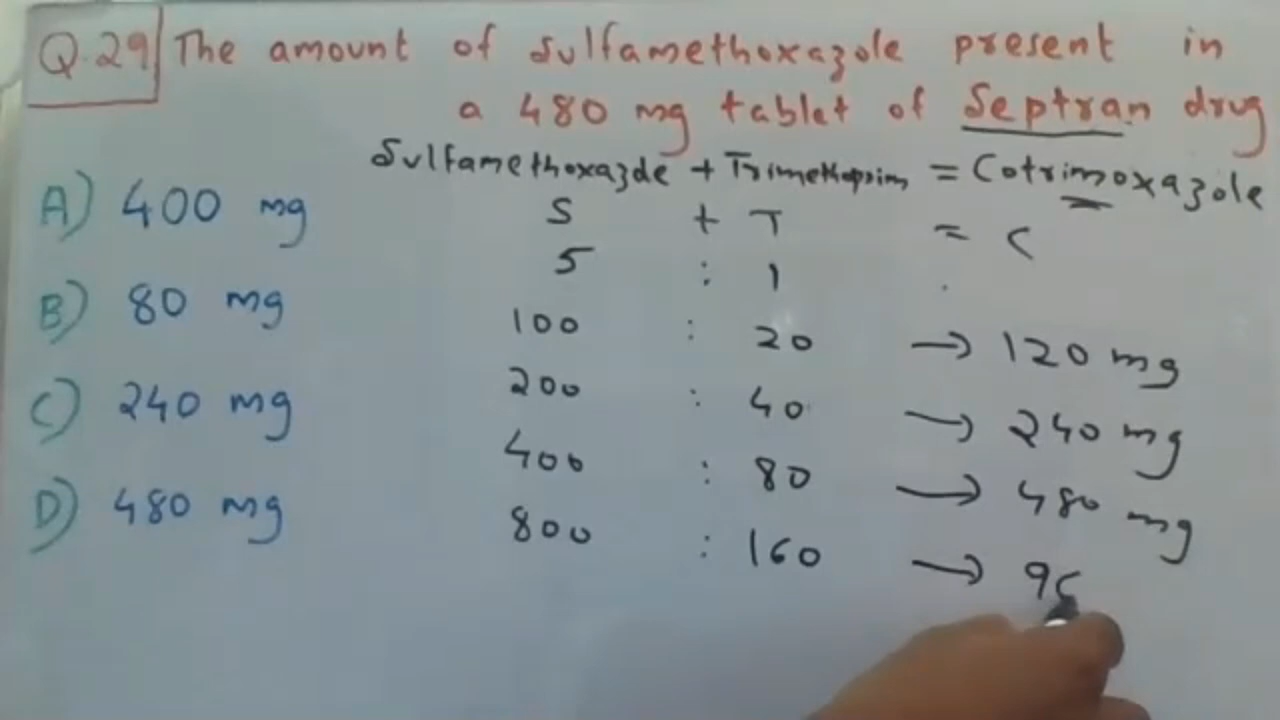 Q.29 The amount of sulfamethoxazole present in
a 480 mg tablet of Septran drug
Sulfamethoxazole + Trimethoprim = Cotrimoxazole
S + T = C
5 : 1
100 : 20 → 120 mg
200 : 40 → 240 mg
400 : 80 → 480 mg
800 : 160 → 96
A) 400 mg
B) 80 mg
C) 240 mg
D) 480 mg